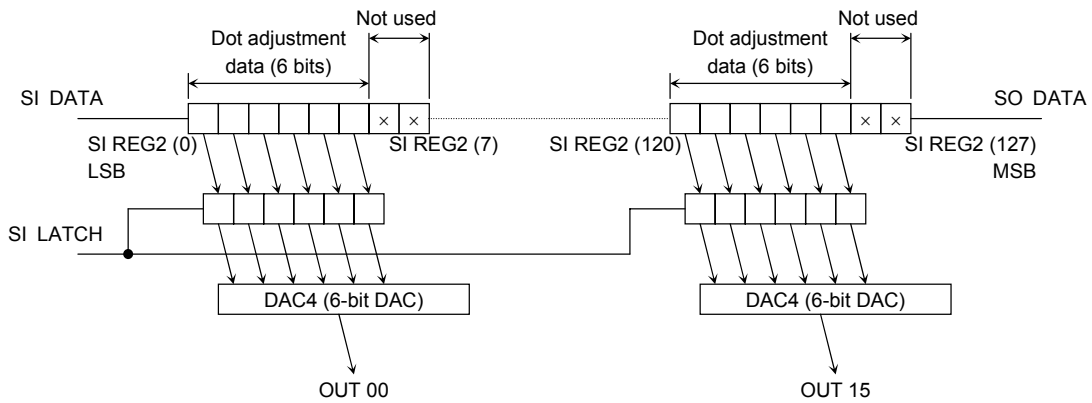 Not used
Not used
Dot adjustment
data (6 bits)
Dot adjustment
data (6 bits)
SI DATA
SO DATA
× ×
× ×
SI REG2 (0)
LSB
SI REG2 (7)
SI REG2 (120)
SI REG2 (127)
MSB
SI LATCH
DAC4 (6-bit DAC)
DAC4 (6-bit DAC)
OUT 00
OUT 15